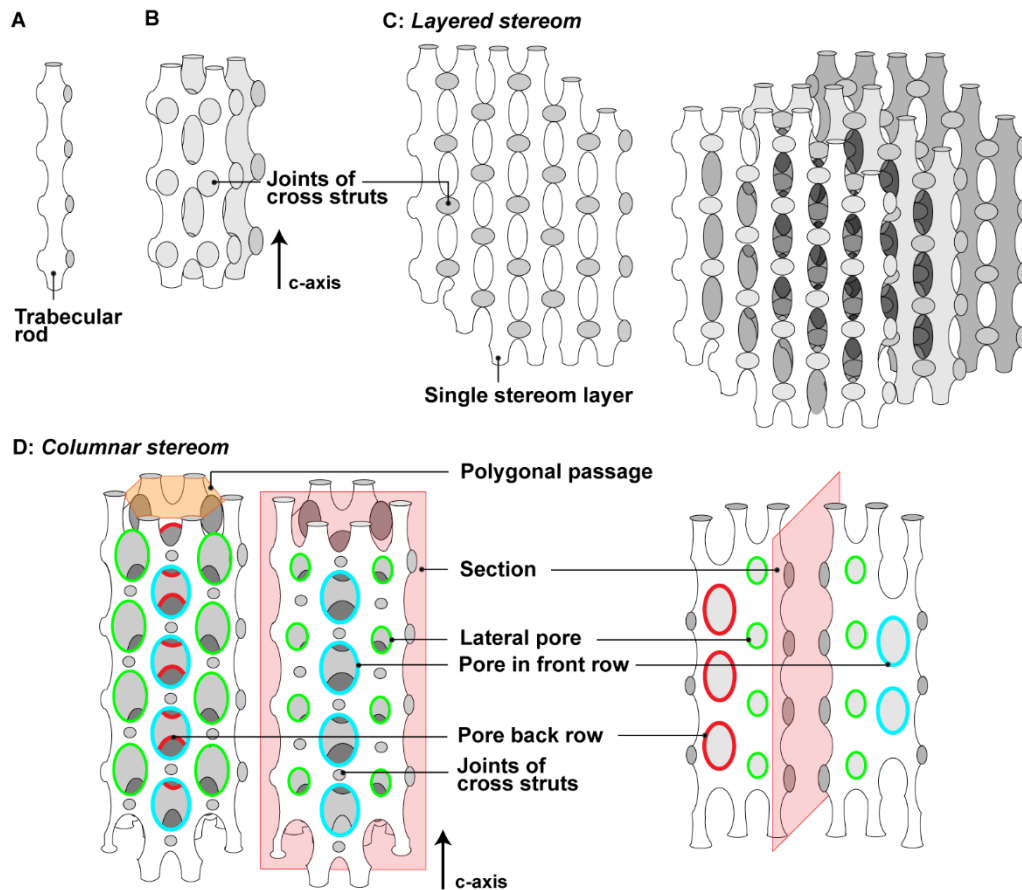 A
B
C: Layered stereom
Joints of
cross struts
c-axis
Trabecular
rod
Single stereom layer
D: Columnar stereom
Polygonal passage
Section
Lateral pore
Pore in front row
Pore back row
Joints of
cross struts
c-axis